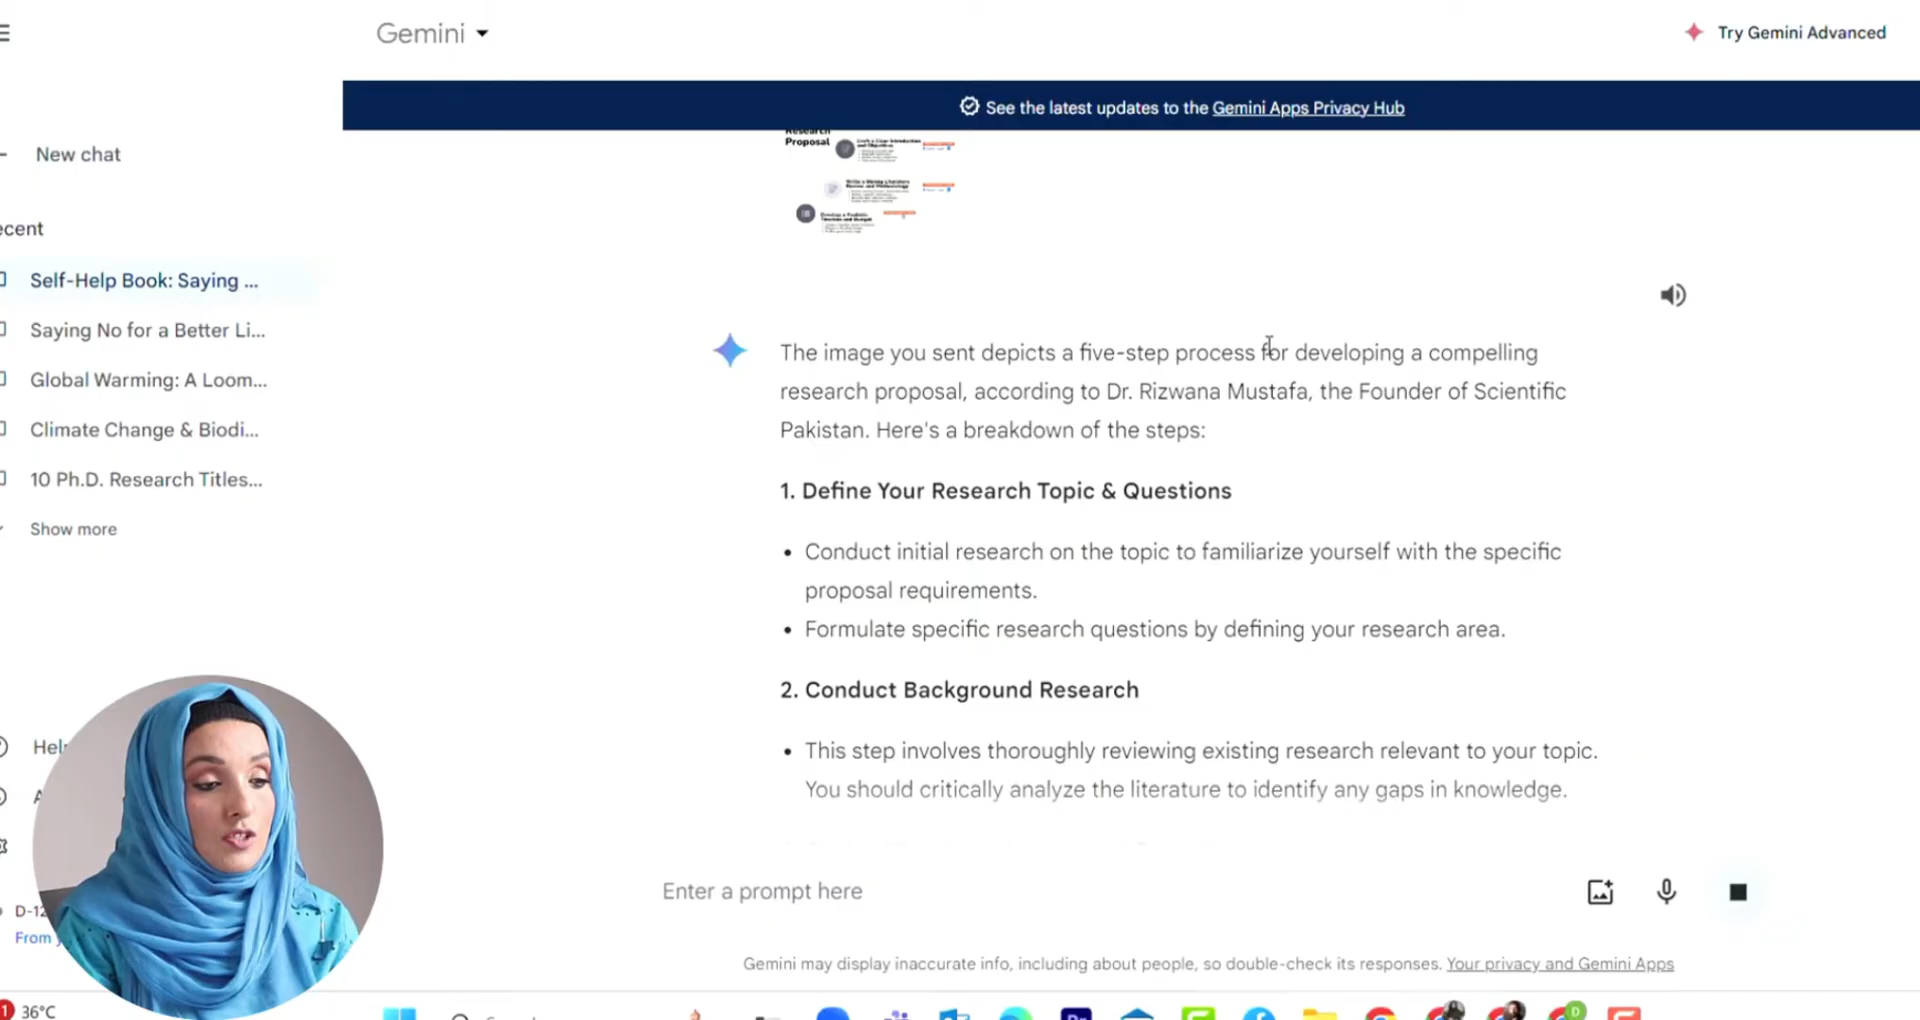 Gemini
Try Gemini Advanced
See the latest updates to the Gemini Apps Privacy Hub
New chat
ecent
Self-Help Book: Saying ...
Saying No for a Better Li...
Global Warming: A Loom...
Climate Change & Biodi...
10 Ph.D. Research Titles...
Show more
Research
Proposal
The image you sent depicts a five-step process for developing a compelling
research proposal, according to Dr. Rizwana Mustafa, the Founder of Scientific
Pakistan. Here's a breakdown of the steps:
1. Define Your Research Topic & Questions
• Conduct initial research on the topic to familiarize yourself with the specific
proposal requirements.
• Formulate specific research questions by defining your research area.
2. Conduct Background Research
• This step involves thoroughly reviewing existing research relevant to your topic.
You should critically analyze the literature to identify any gaps in knowledge.
Hel
A
D-12
From
Enter a prompt here
Gemini may display inaccurate info, including about people, so double-check its responses. Your privacy and Gemini Apps
1
36°C
Pr
D